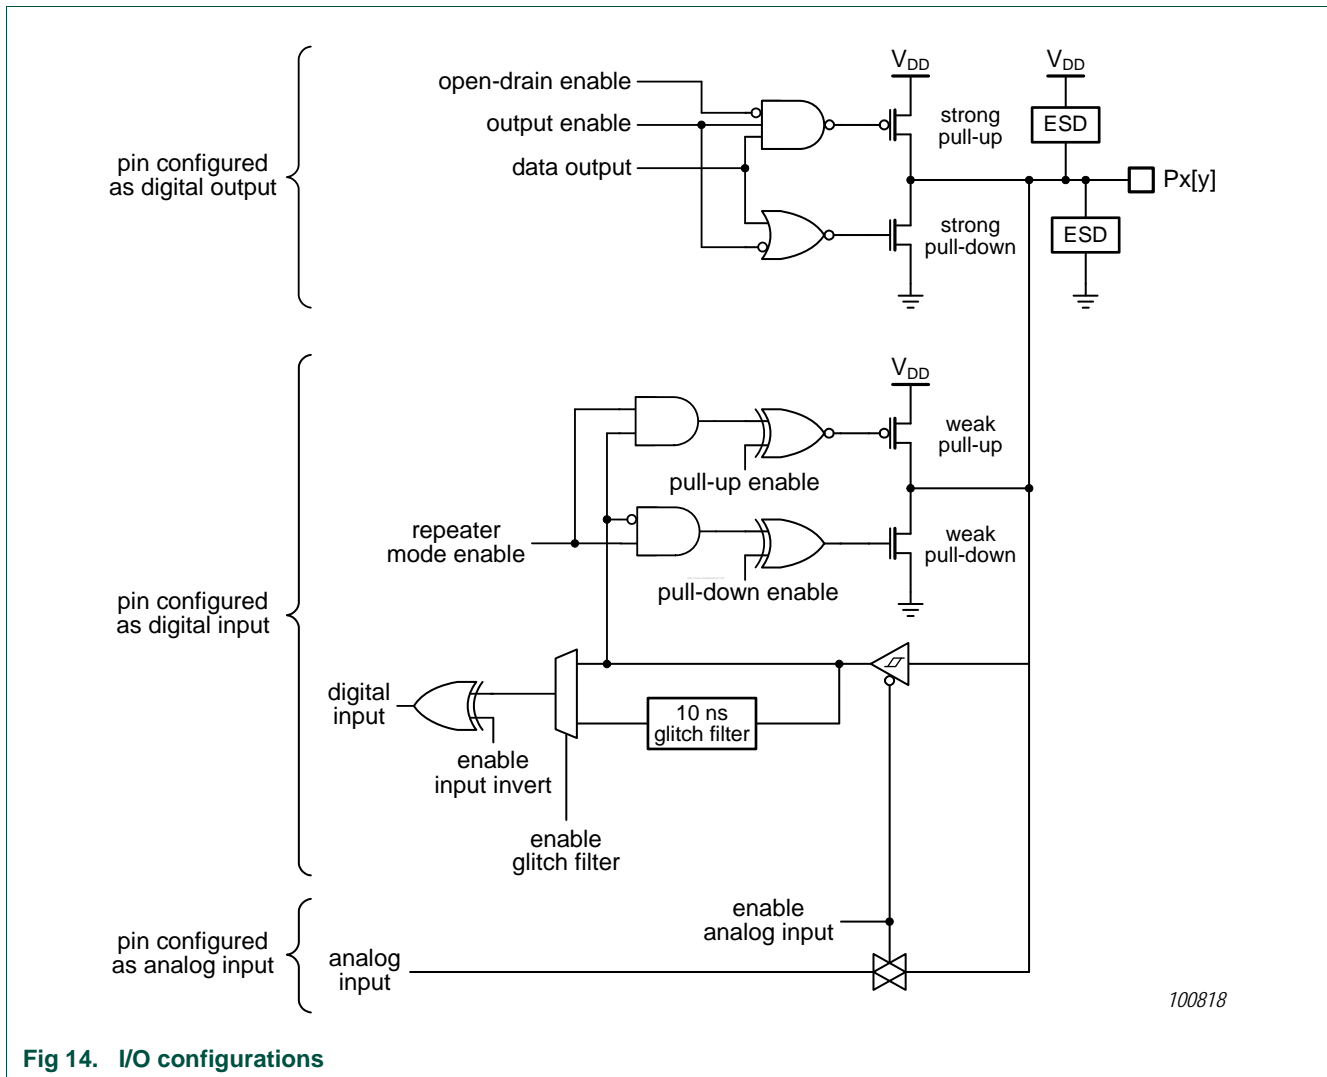 V_DD
V_DD
open-drain enable
output enable
data output
strong
pull-up
ESD
pin configured
as digital output
Px[y]
strong
pull-down
ESD
V_DD
weak
pull-up
pull-up enable
repeater
mode enable
weak
pull-down
pull-down enable
pin configured
as digital input
digital
input
10 ns
glitch filter
enable
input invert
enable
glitch filter
enable
analog input
pin configured
as analog input
analog
input
100818
Fig 14. I/O configurations